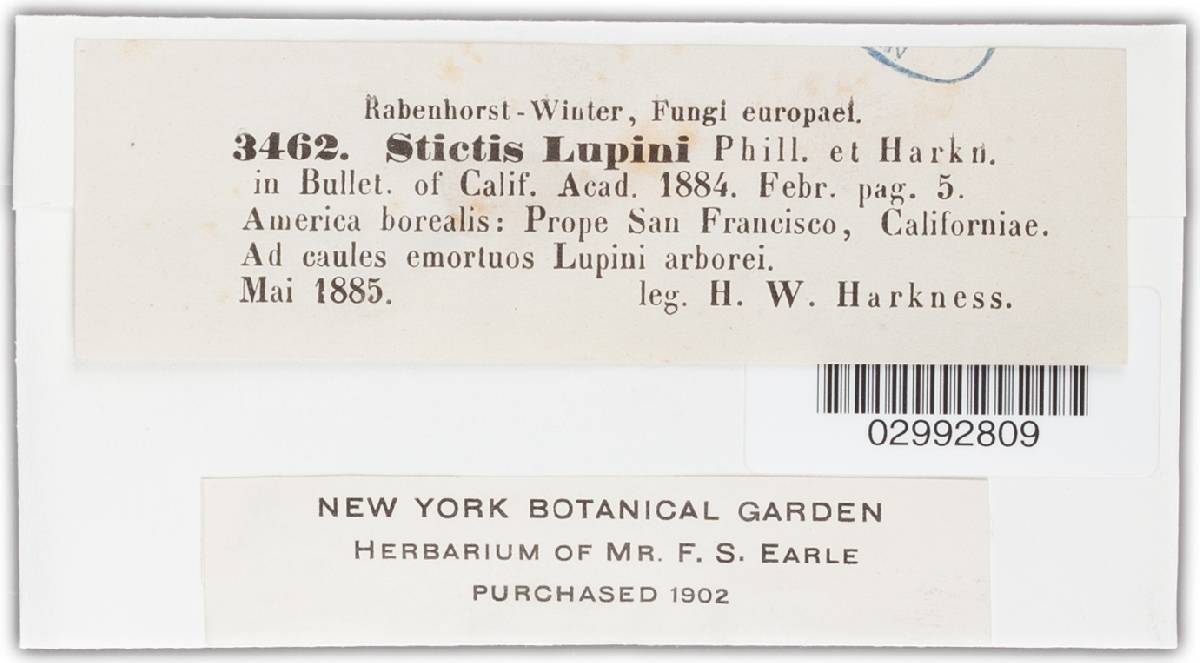 Rabenhorst-Winter, Fungi europaei.
3462. Stictis Lupini Phill. et Harkn.
in Bullet. of Calif. Acad. 1884. Febr. pag. 5.
America borealis: Prope San Francisco, Californiae.
Ad caules emortuos Lupini arborei.
Mai 1885. leg. H. W. Harkness.
02992809
NEW YORK BOTANICAL GARDEN
HERBARIUM OF MR. F. S. EARLE
PURCHASED 1902